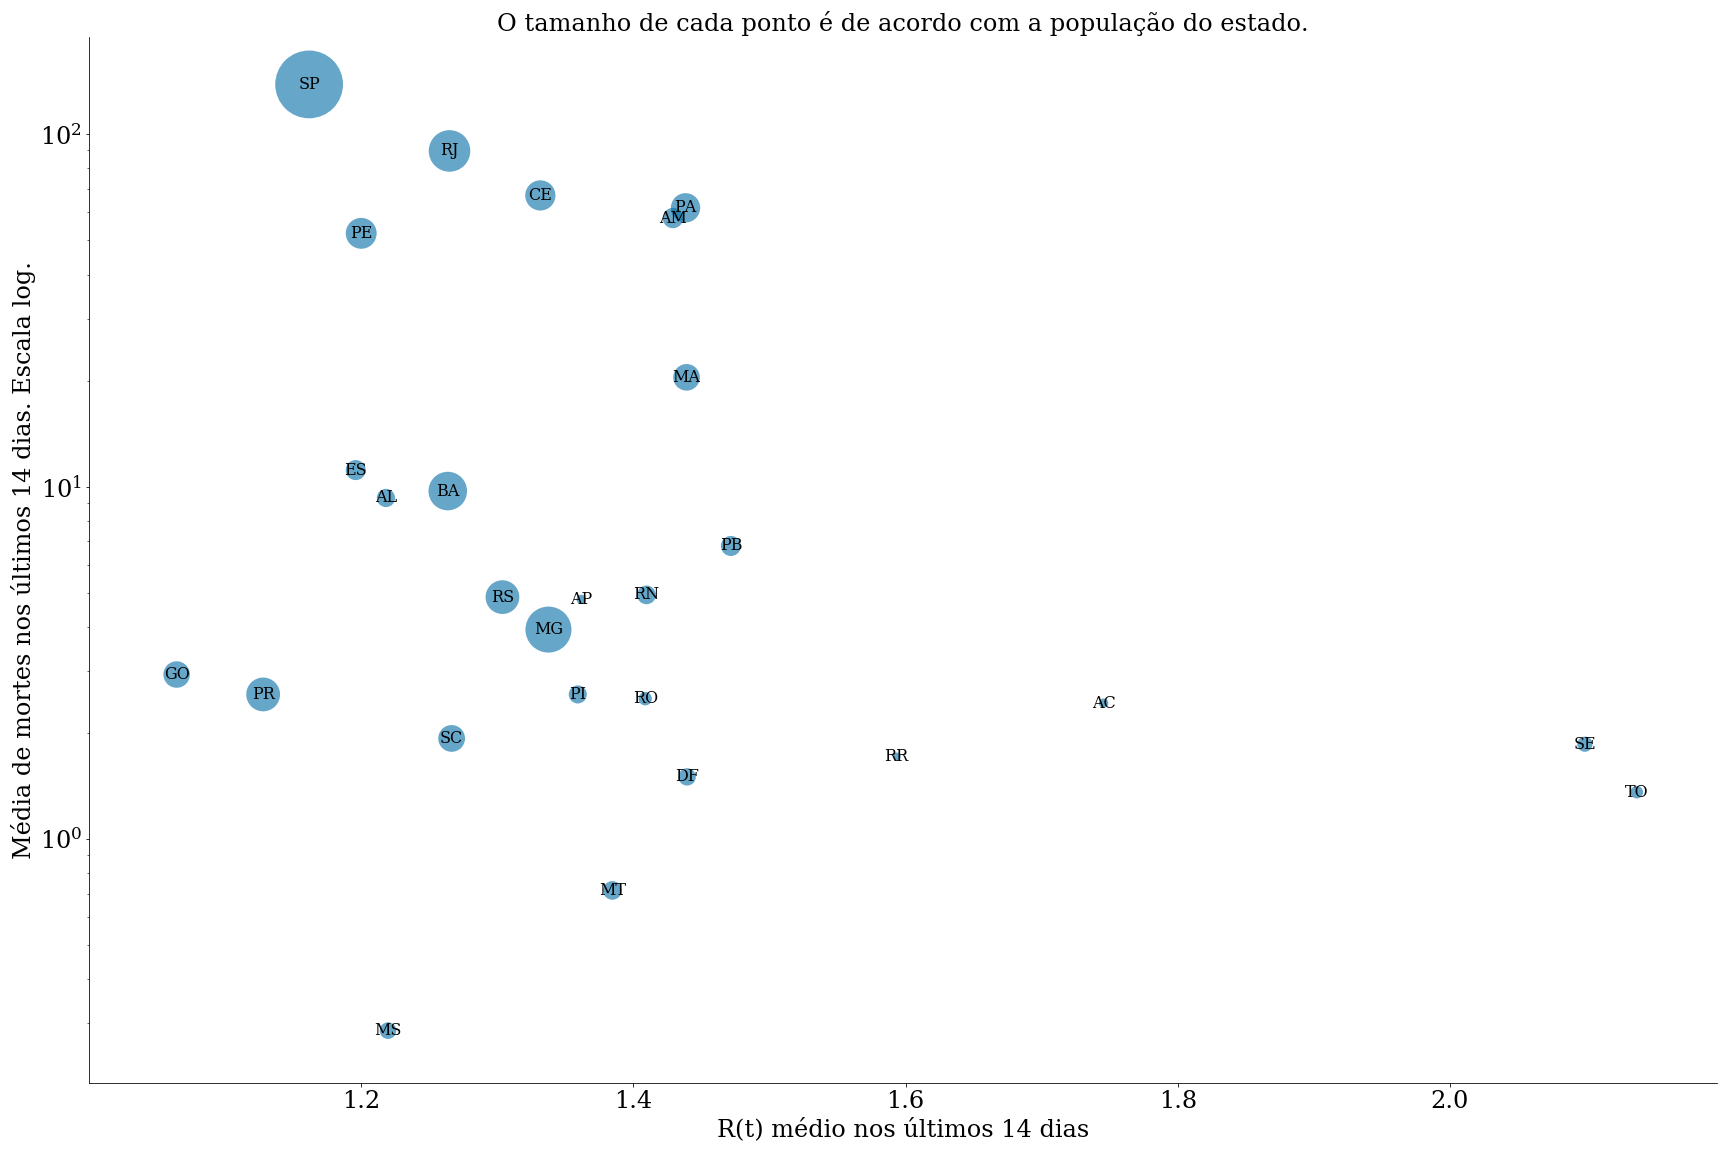 O tamanho de cada ponto é de acordo com a população do estado.
Média de mortes nos últimos 14 dias. Escala log.
10²
10¹
10⁰
SP
RJ
CE
PA
AM
PE
MA
ES
BA
AL
PB
RN
RS
AP
MG
GO
PR
PI
RO
AC
SC
SE
RR
DF
TO
MT
MS
1.2 1.4 1.6 1.8 2.0
R(t) médio nos últimos 14 dias